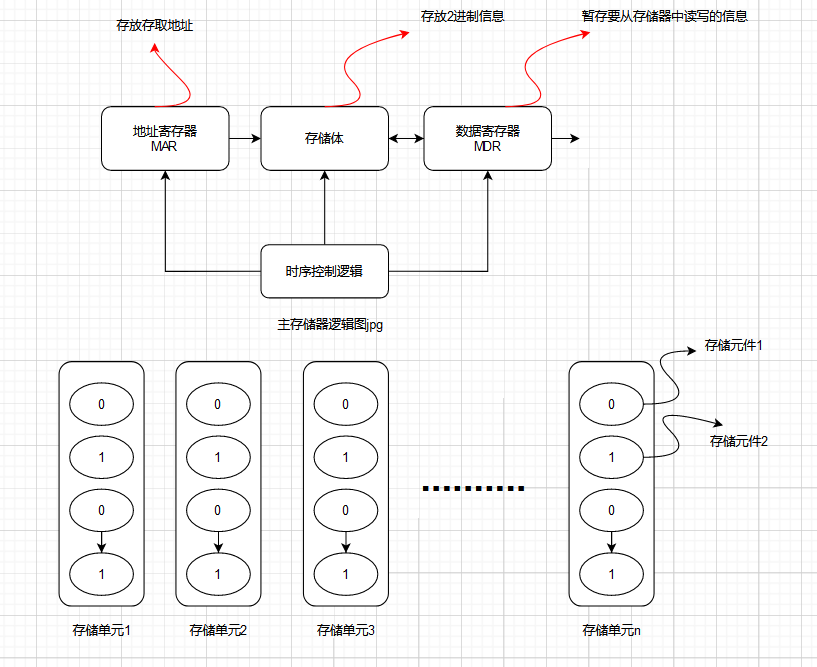 存放存取地址
存放2进制信息
暂存要从存储器中读写的信息
地址寄存器
MAR
存储体
数据寄存器
MDR
时序控制逻辑
主存储器逻辑图jpg
存储元件1
存储元件2
0
0
0
0
1
1
1
1
0
0
0
0
1
1
1
1
存储单元1
存储单元2
存储单元3
存储单元n